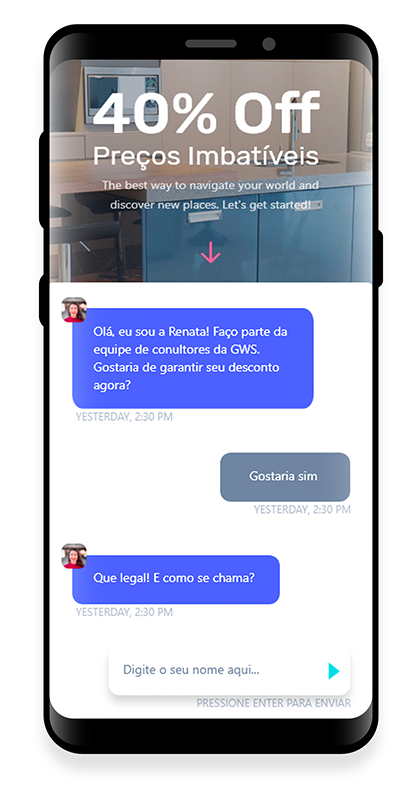 40% Off
Preços Imbatíveis
The best way to navigate your world and
discover new places. Let's get started!
Olá, eu sou a Renata! Faço parte da
equipe de conultores da GWS.
Gostaria de garantir seu desconto
agora?
YESTERDAY, 2:30 PM
Gostaria sim
YESTERDAY, 2:30 PM
Que legal! E como se chama?
YESTERDAY, 2:30 PM
Digite o seu nome aqui...
PRESSIONE ENTER PARA ENVIAR